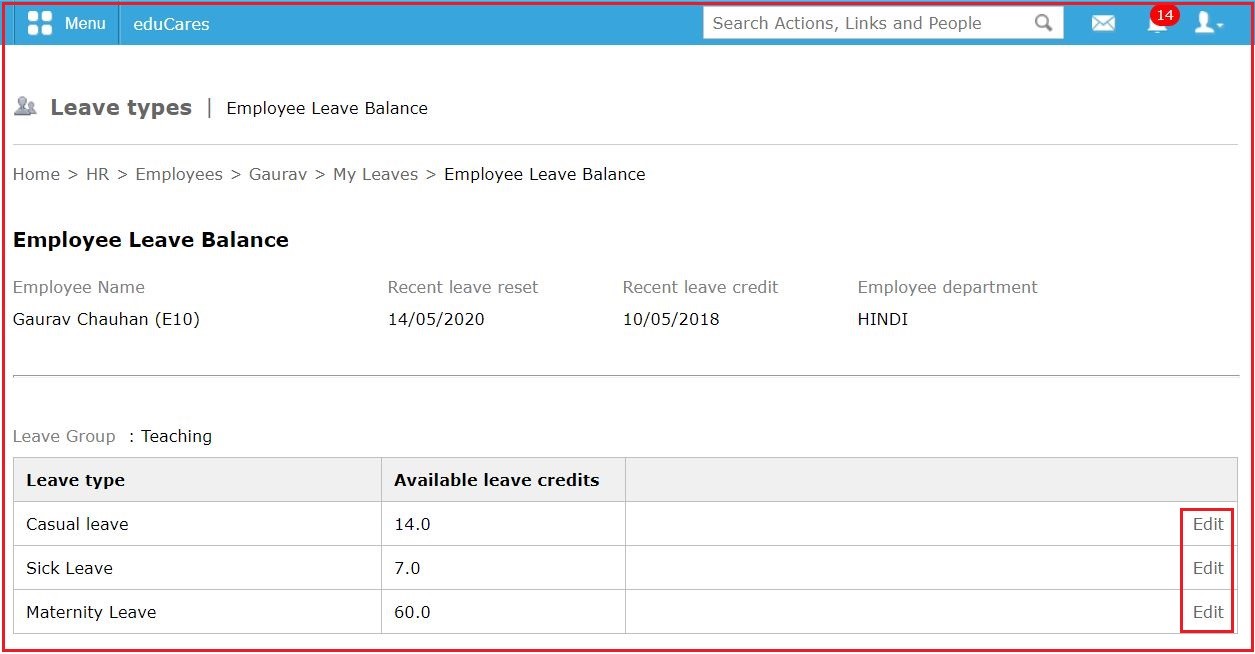 Menu eduCares Search Actions, Links and People 14
Leave types | Employee Leave Balance
Home > HR > Employees > Gaurav > My Leaves > Employee Leave Balance
Employee Leave Balance
Employee Name Recent leave reset Recent leave credit Employee department
Gaurav Chauhan (E10) 14/05/2020 10/05/2018 HINDI
Leave Group : Teaching
Leave type Available leave credits
Casual leave 14.0 Edit
Sick Leave 7.0 Edit
Maternity Leave 60.0 Edit